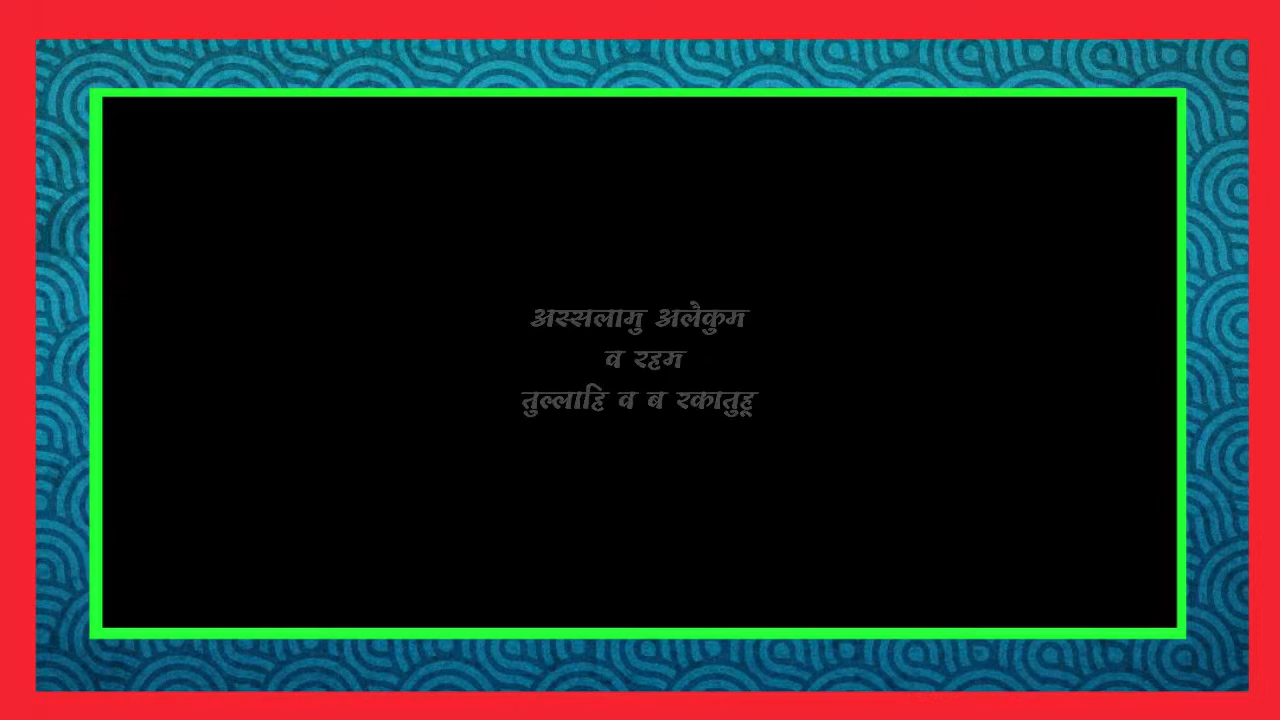 अस्सलामु अलैकुम
व रहम
तुल्लाहि व ब रकातुहू